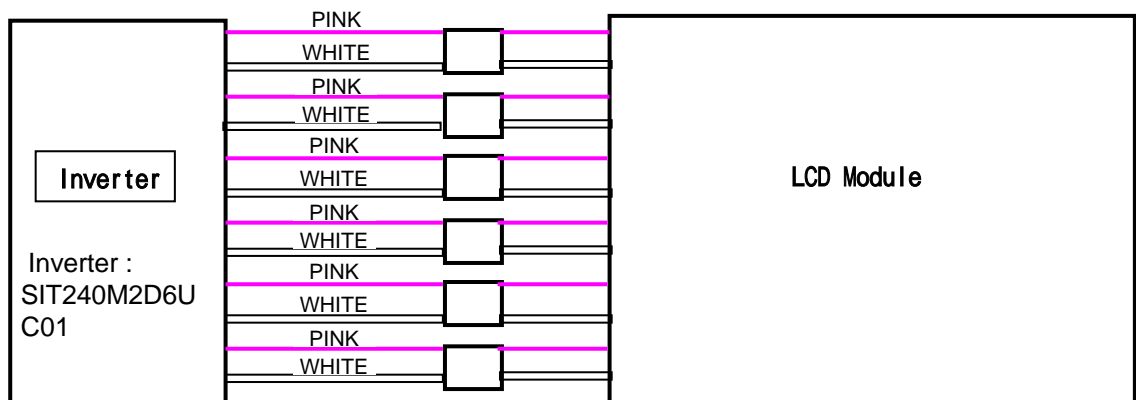 PINK
WHITE
PINK
WHITE
PINK
WHITE
PINK
WHITE
PINK
WHITE
PINK
WHITE
Inverter
Inverter :
SIT240M2D6U
C01
LCD Module